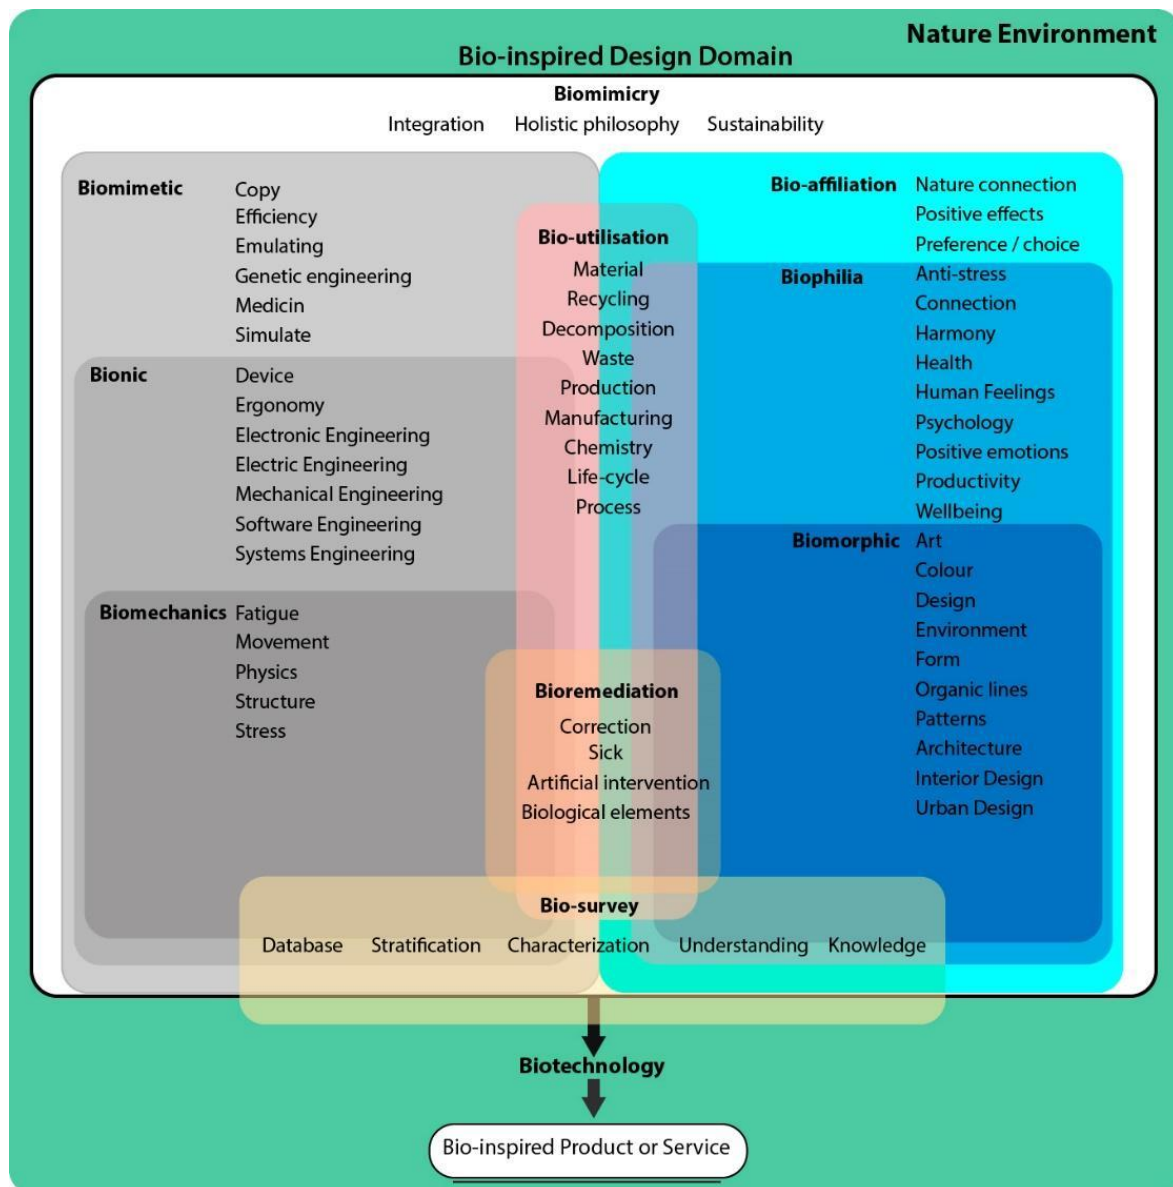 Nature Environment
Bio-inspired Design Domain
Biomimicry
Integration Holistic philosophy Sustainability
Biomimetic
Copy
Efficiency
Emulating
Genetic engineering
Medicin
Simulate
Bionic
Device
Ergonomy
Electronic Engineering
Electric Engineering
Mechanical Engineering
Software Engineering
Systems Engineering
Biomechanics
Fatigue
Movement
Physics
Structure
Stress
Bio-utilisation
Material
Recycling
Decomposition
Waste
Production
Manufacturing
Chemistry
Life-cycle
Process
Bioremediation
Correction
Sick
Artificial intervention
Biological elements
Bio-affiliation
Nature connection
Positive effects
Preference / choice
Biophilia
Anti-stress
Connection
Harmony
Health
Human Feelings
Psychology
Positive emotions
Productivity
Wellbeing
Biomorphic
Art
Colour
Design
Environment
Form
Organic lines
Patterns
Architecture
Interior Design
Urban Design
Bio-survey
Database Stratification Characterization Understanding Knowledge
Biotechnology
Bio-inspired Product or Service